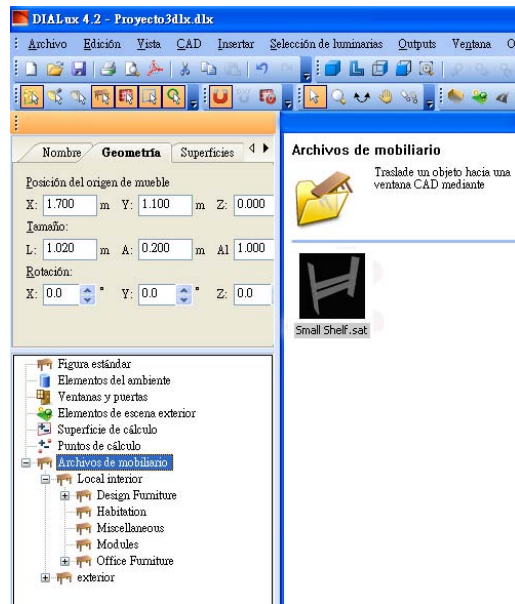 DIALux 4.2 - Proyecto3dlx.dlx
Archivo Edición Vista CAD Insertar Selección de luminarias Outputs Ventana O
Nombre Geometría Superficies
Posición del origen de mueble
X: 1.700 m Y: 1.100 m Z: 0.000
Tamaño:
L: 1.020 m A: 0.200 m Al 1.000
Rotación:
X: 0.0 ° Y: 0.0 ° Z: 0.0
Figura estándar
Elementos del ambiente
Ventanas y puertas
Elementos de escena exterior
Superficie de cálculo
Puntos de cálculo
Archivos de mobiliario
Local interior
Design Furniture
Habitation
Miscellaneous
Modules
Office Furniture
exterior
Archivos de mobiliario
Traslade un objeto hacia una
ventana CAD mediante
Small Shelf.sat